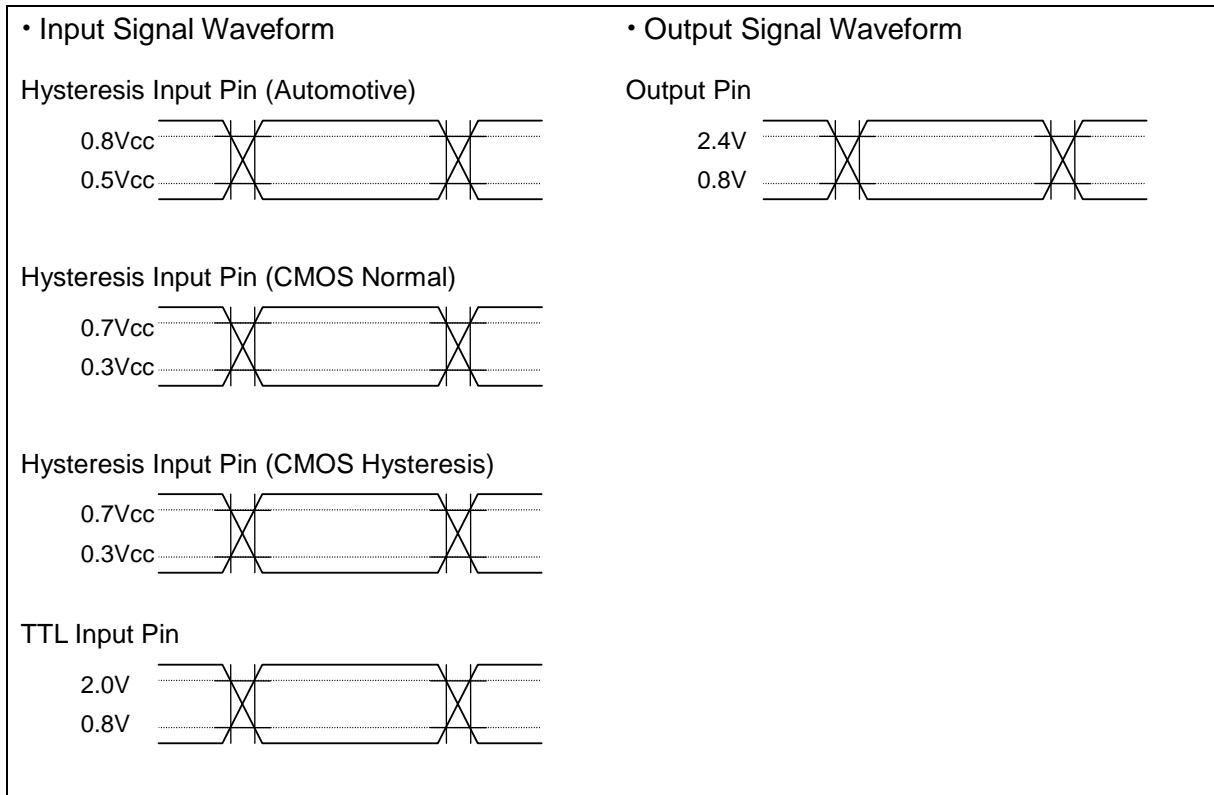 ・Input Signal Waveform
Hysteresis Input Pin (Automotive)
0.8Vcc
0.5Vcc
Hysteresis Input Pin (CMOS Normal)
0.7Vcc
0.3Vcc
Hysteresis Input Pin (CMOS Hysteresis)
0.7Vcc
0.3Vcc
TTL Input Pin
2.0V
0.8V
・Output Signal Waveform
Output Pin
2.4V
0.8V